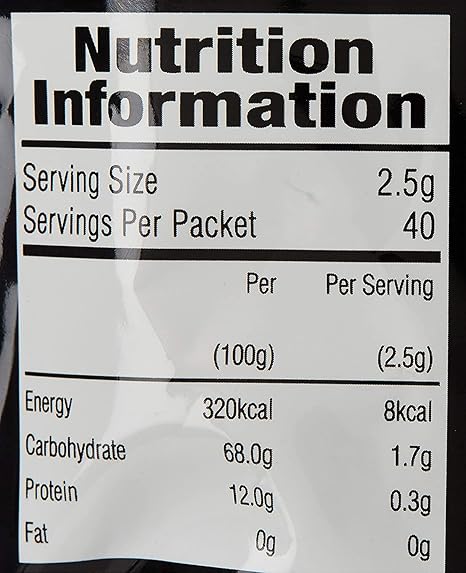 Nutrition
Information
Serving Size 2.5g
Servings Per Packet 40
Per Per Serving
(100g) (2.5g)
Energy 320kcal 8kcal
Carbohydrate 68.0g 1.7g
Protein 12.0g 0.3g
Fat 0g 0g